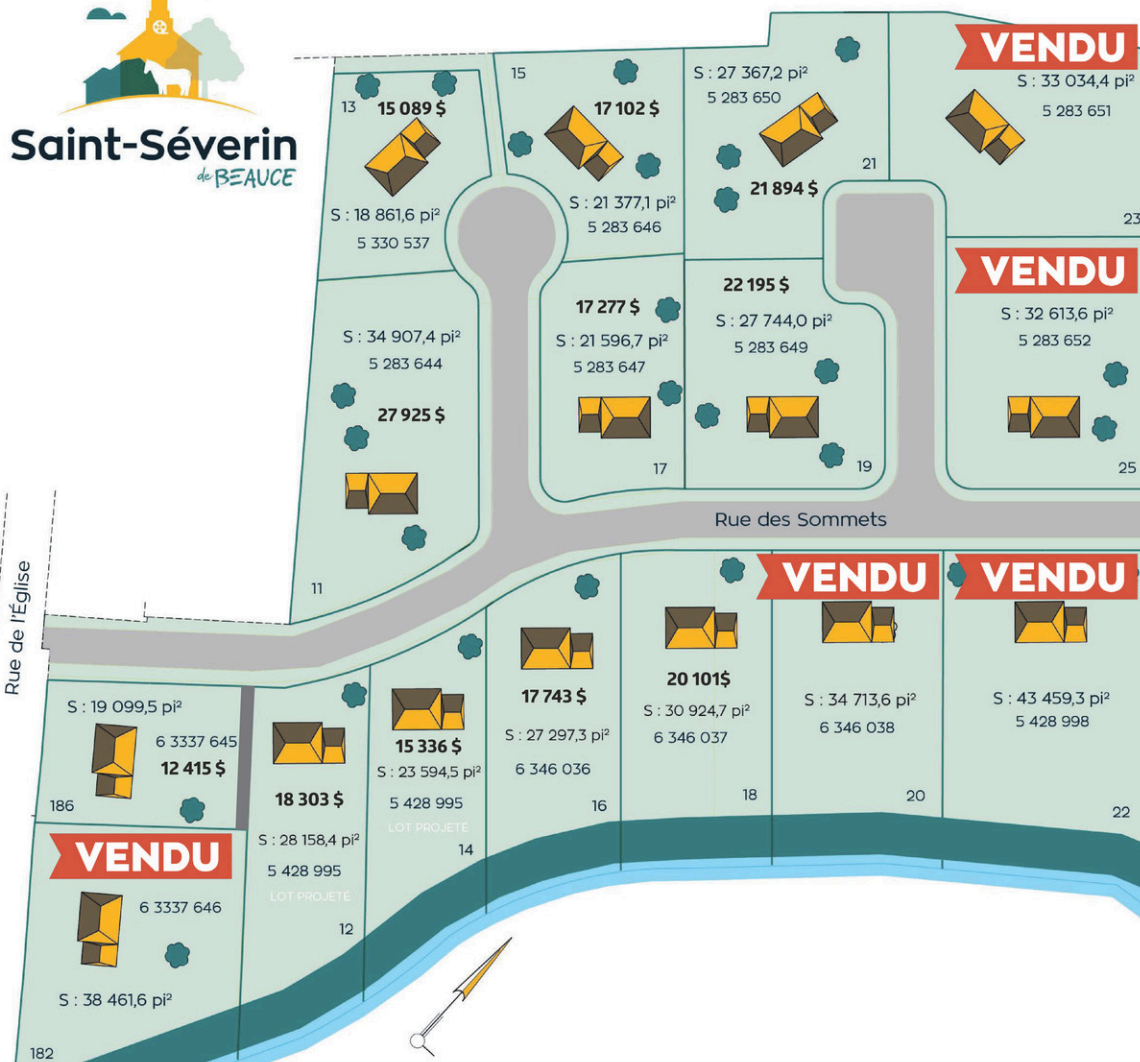 Saint-Séverin
de BEAUCE
13
15 089 $
S : 18 861,6 pi²
5 330 537
15
17 102 $
S : 21 377,1 pi²
5 283 646
S : 27 367,2 pi²
5 283 650
21 894 $
21
VENDU
S : 33 034,4 pi²
5 283 651
23
S : 34 907,4 pi²
5 283 644
27 925 $
11
17 277 $
S : 21 596,7 pi²
5 283 647
17
22 195 $
S : 27 744,0 pi²
5 283 649
19
VENDU
S : 32 613,6 pi²
5 283 652
25
Rue des Sommets
Rue de l'Église
S : 19 099,5 pi²
6 3337 645
12 415 $
186
VENDU
6 3337 646
S : 38 461,6 pi²
182
18 303 $
S : 28 158,4 pi²
5 428 995
LOT PROJETÉ
12
15 336 $
S : 23 594,5 pi²
5 428 995
LOT PROJETÉ
14
17 743 $
S : 27 297,3 pi²
6 346 036
16
20 101$
S : 30 924,7 pi²
6 346 037
18
VENDU
S : 34 713,6 pi²
6 346 038
20
VENDU
S : 43 459,3 pi²
5 428 998
22